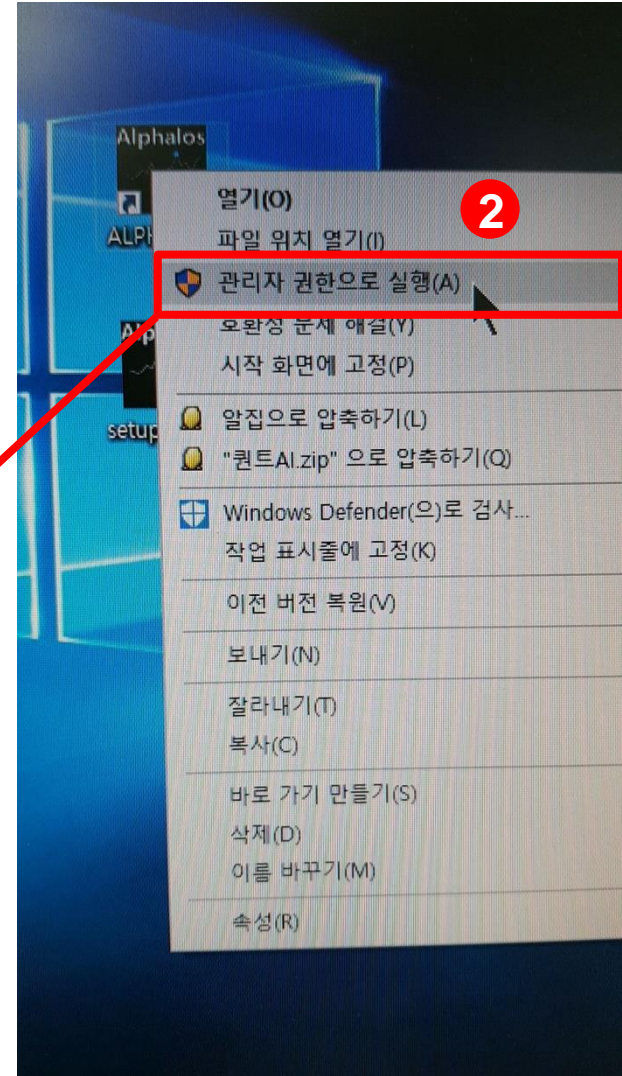 Alphalos
열기(O)
2
ALP
파일 위치 열기(I)
관리자 권한으로 실행(A)
Alp
호환성 문제 해결(Y)
시작 화면에 고정(P)
setup
알집으로 압축하기(L)
"퀀트AI.zip" 으로 압축하기(Q)
Windows Defender(으)로 검사...
작업 표시줄에 고정(K)
이전 버전 복원(V)
보내기(N)
잘라내기(T)
복사(C)
바로 가기 만들기(S)
삭제(D)
이름 바꾸기(M)
속성(R)